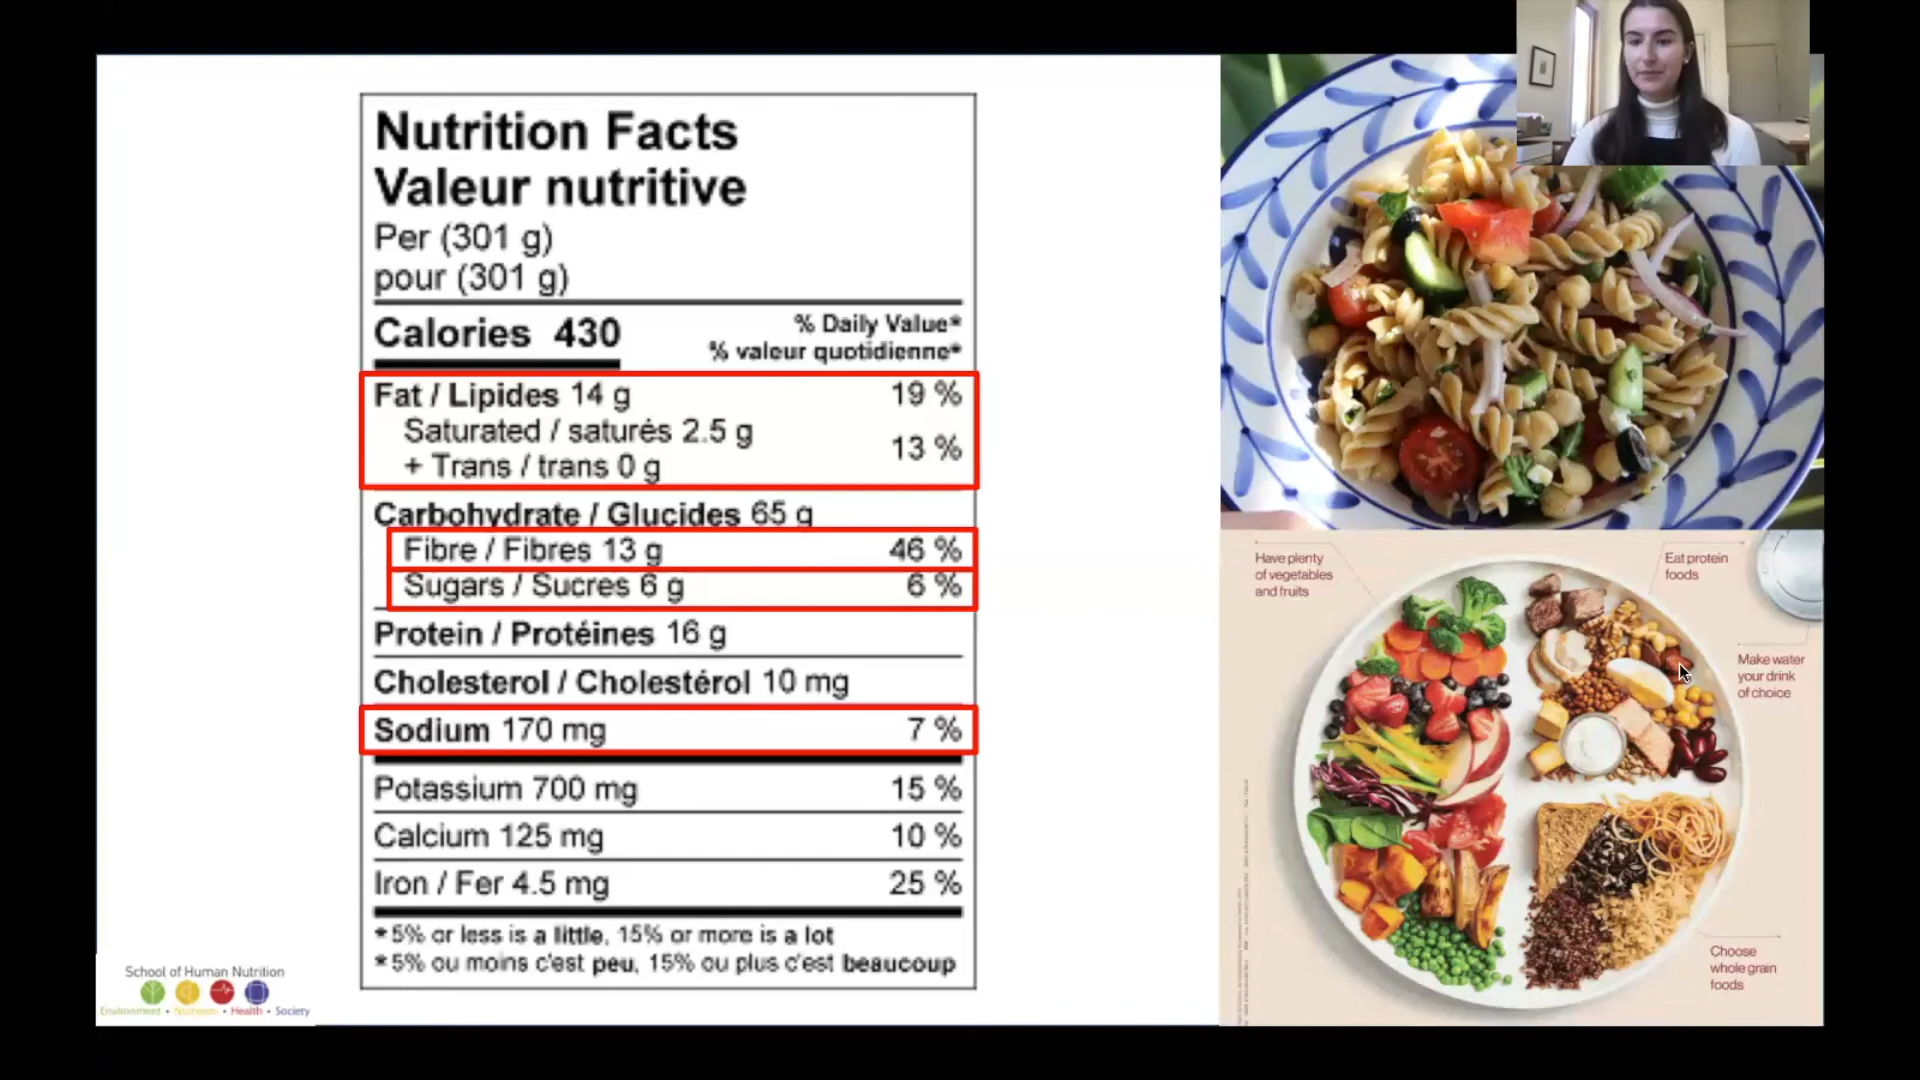 Nutrition Facts
Valeur nutritive
Per (301 g)
pour (301 g)
Calories 430
% Daily Value*
% valeur quotidienne*
Fat / Lipides 14 g 19 %
Saturated / saturés 2.5 g
+ Trans / trans 0 g
13 %
Carbohydrate / Glucides 65 g
Fibre / Fibres 13 g 46 %
Sugars / Sucres 6 g 6 %
Protein / Protéines 16 g
Cholesterol / Cholestérol 10 mg
Sodium 170 mg 7 %
Potassium 700 mg 15 %
Calcium 125 mg 10 %
Iron / Fer 4.5 mg 25 %
*5% or less is a little, 15% or more is a lot
*5% ou moins c'est peu, 15% ou plus c'est beaucoup
School of Human Nutrition
Environment • Nutrients • Health • Society
Have plenty
of vegetables
and fruits
Eat protein
foods
Make water
your drink
of choice
Choose
whole grain
foods